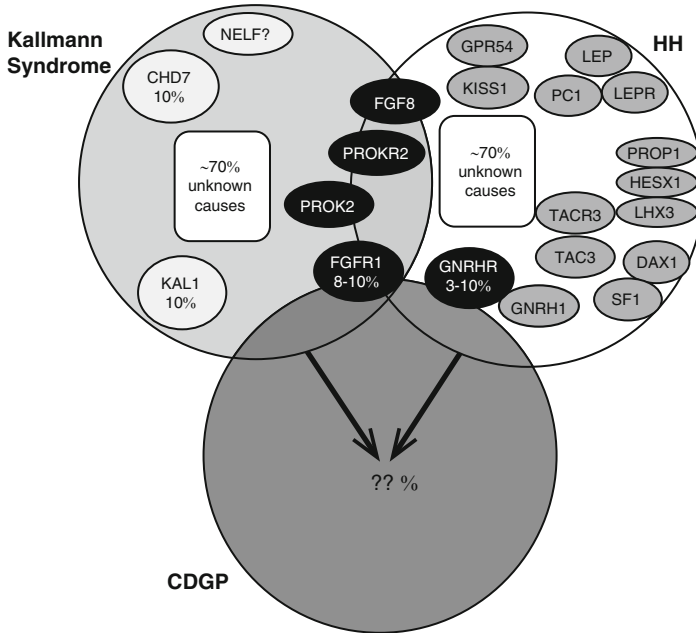 Kallmann
Syndrome
NELF?
CHD7
10%
~70%
unknown
causes
KAL1
10%
FGF8
PROKR2
PROK2
FGFR1
8-10%
HH
GPR54
KISS1
LEP
PC1
LEPR
~70%
unknown
causes
PROP1
HESX1
LHX3
TACR3
TAC3
DAX1
SF1
GNRHR
3-10%
GNRH1
?? %
CDGP